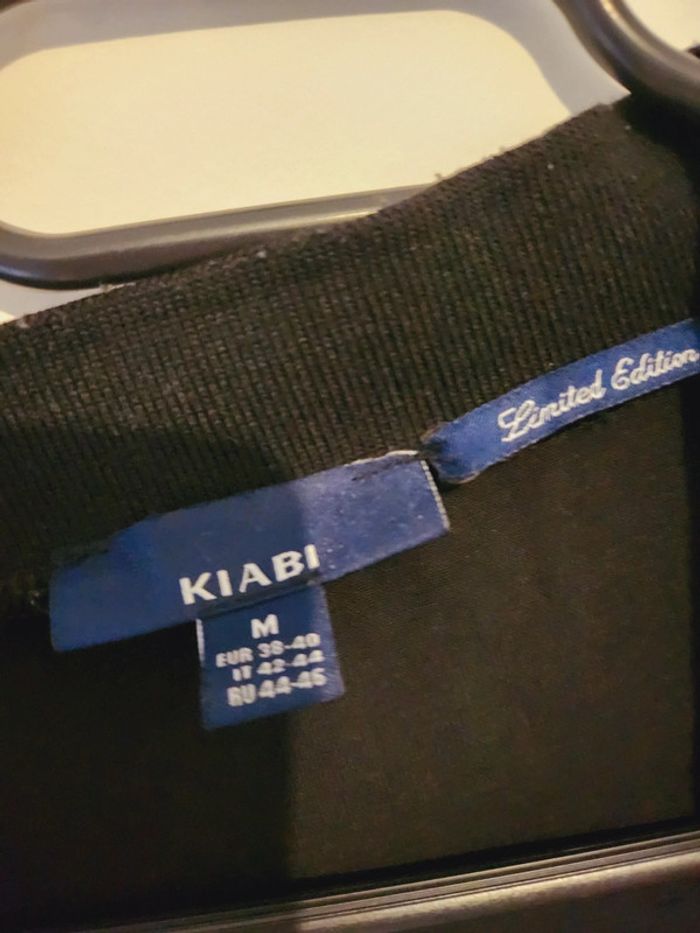 Limited Edition
KIABI
M
EUR 38-40
IT 42-44
RU 44-46